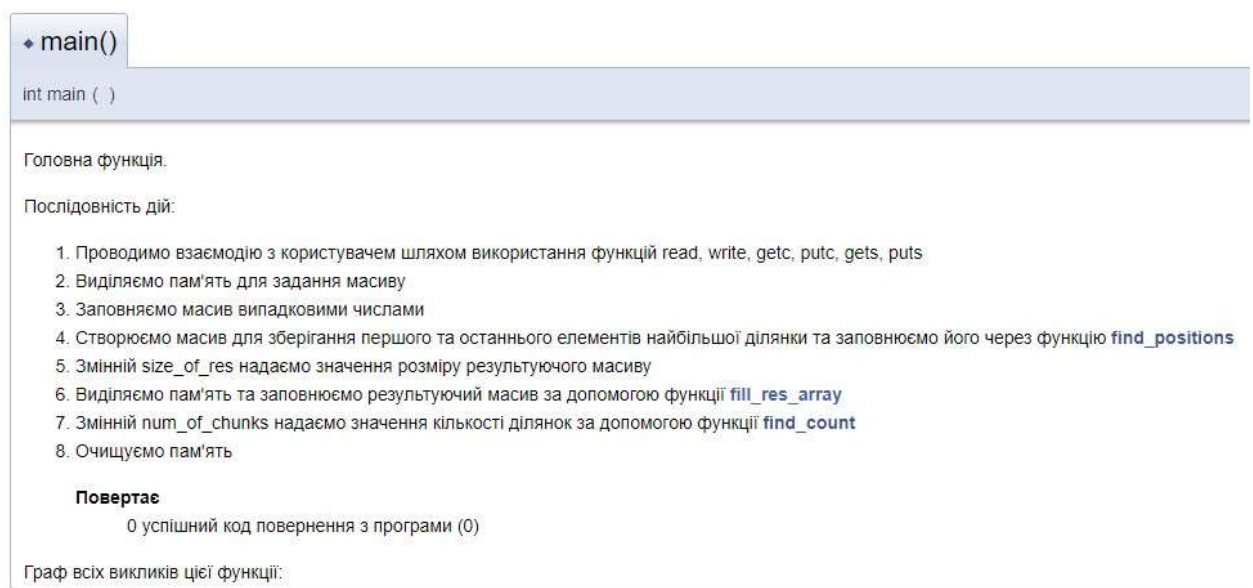 main()
int main ( )
Головна функція.
Послідовність дій:
1. Проводимо взаємодію з користувачем шляхом використання функцій read, write, getc, putc, gets, puts
2. Виділяємо пам'ять для задання масиву
3. Заповняємо масив випадковими числами
4. Створюємо масив для зберігання першого та останнього елементів найбільшої ділянки та заповнюємо його через функцію find_positions
5. Змінній size_of_res надаємо значення розміру результуючого масиву
6. Виділяємо пам'ять та заповнюємо результуючий масив за допомогою функції fill_res_array
7. Змінній num_of_chunks надаємо значення кількості ділянок за допомогою функції find_count
8. Очищуємо пам'ять
Повертає
0 успішний код повернення з програми (0)
Граф всіх викликів цієї функції: